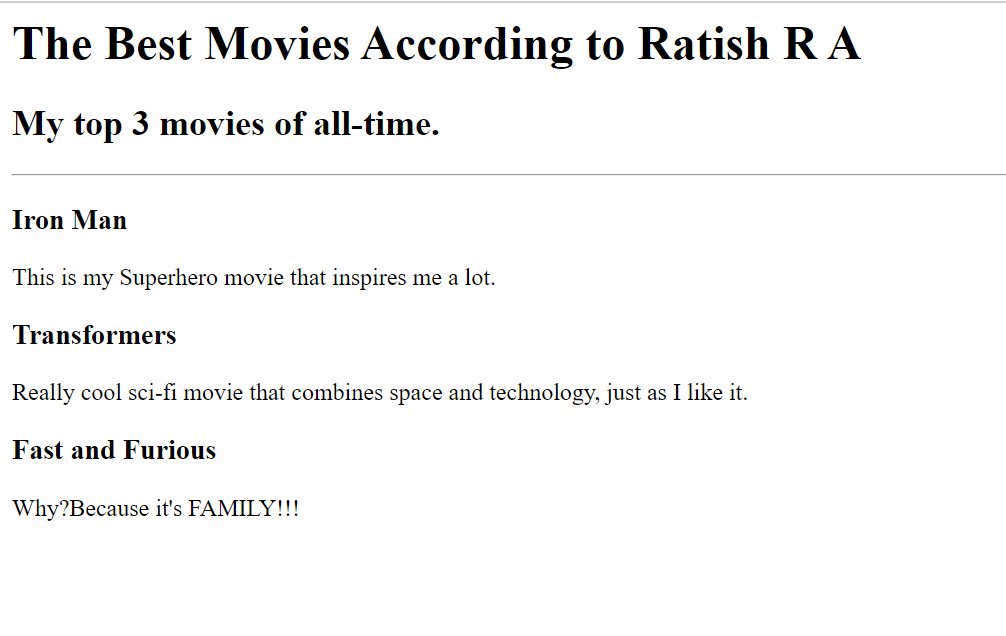 The Best Movies According to Ratish R A
My top 3 movies of all-time.
Iron Man
This is my Superhero movie that inspires me a lot.
Transformers
Really cool sci-fi movie that combines space and technology, just as I like it.
Fast and Furious
Why?Because it's FAMILY!!!